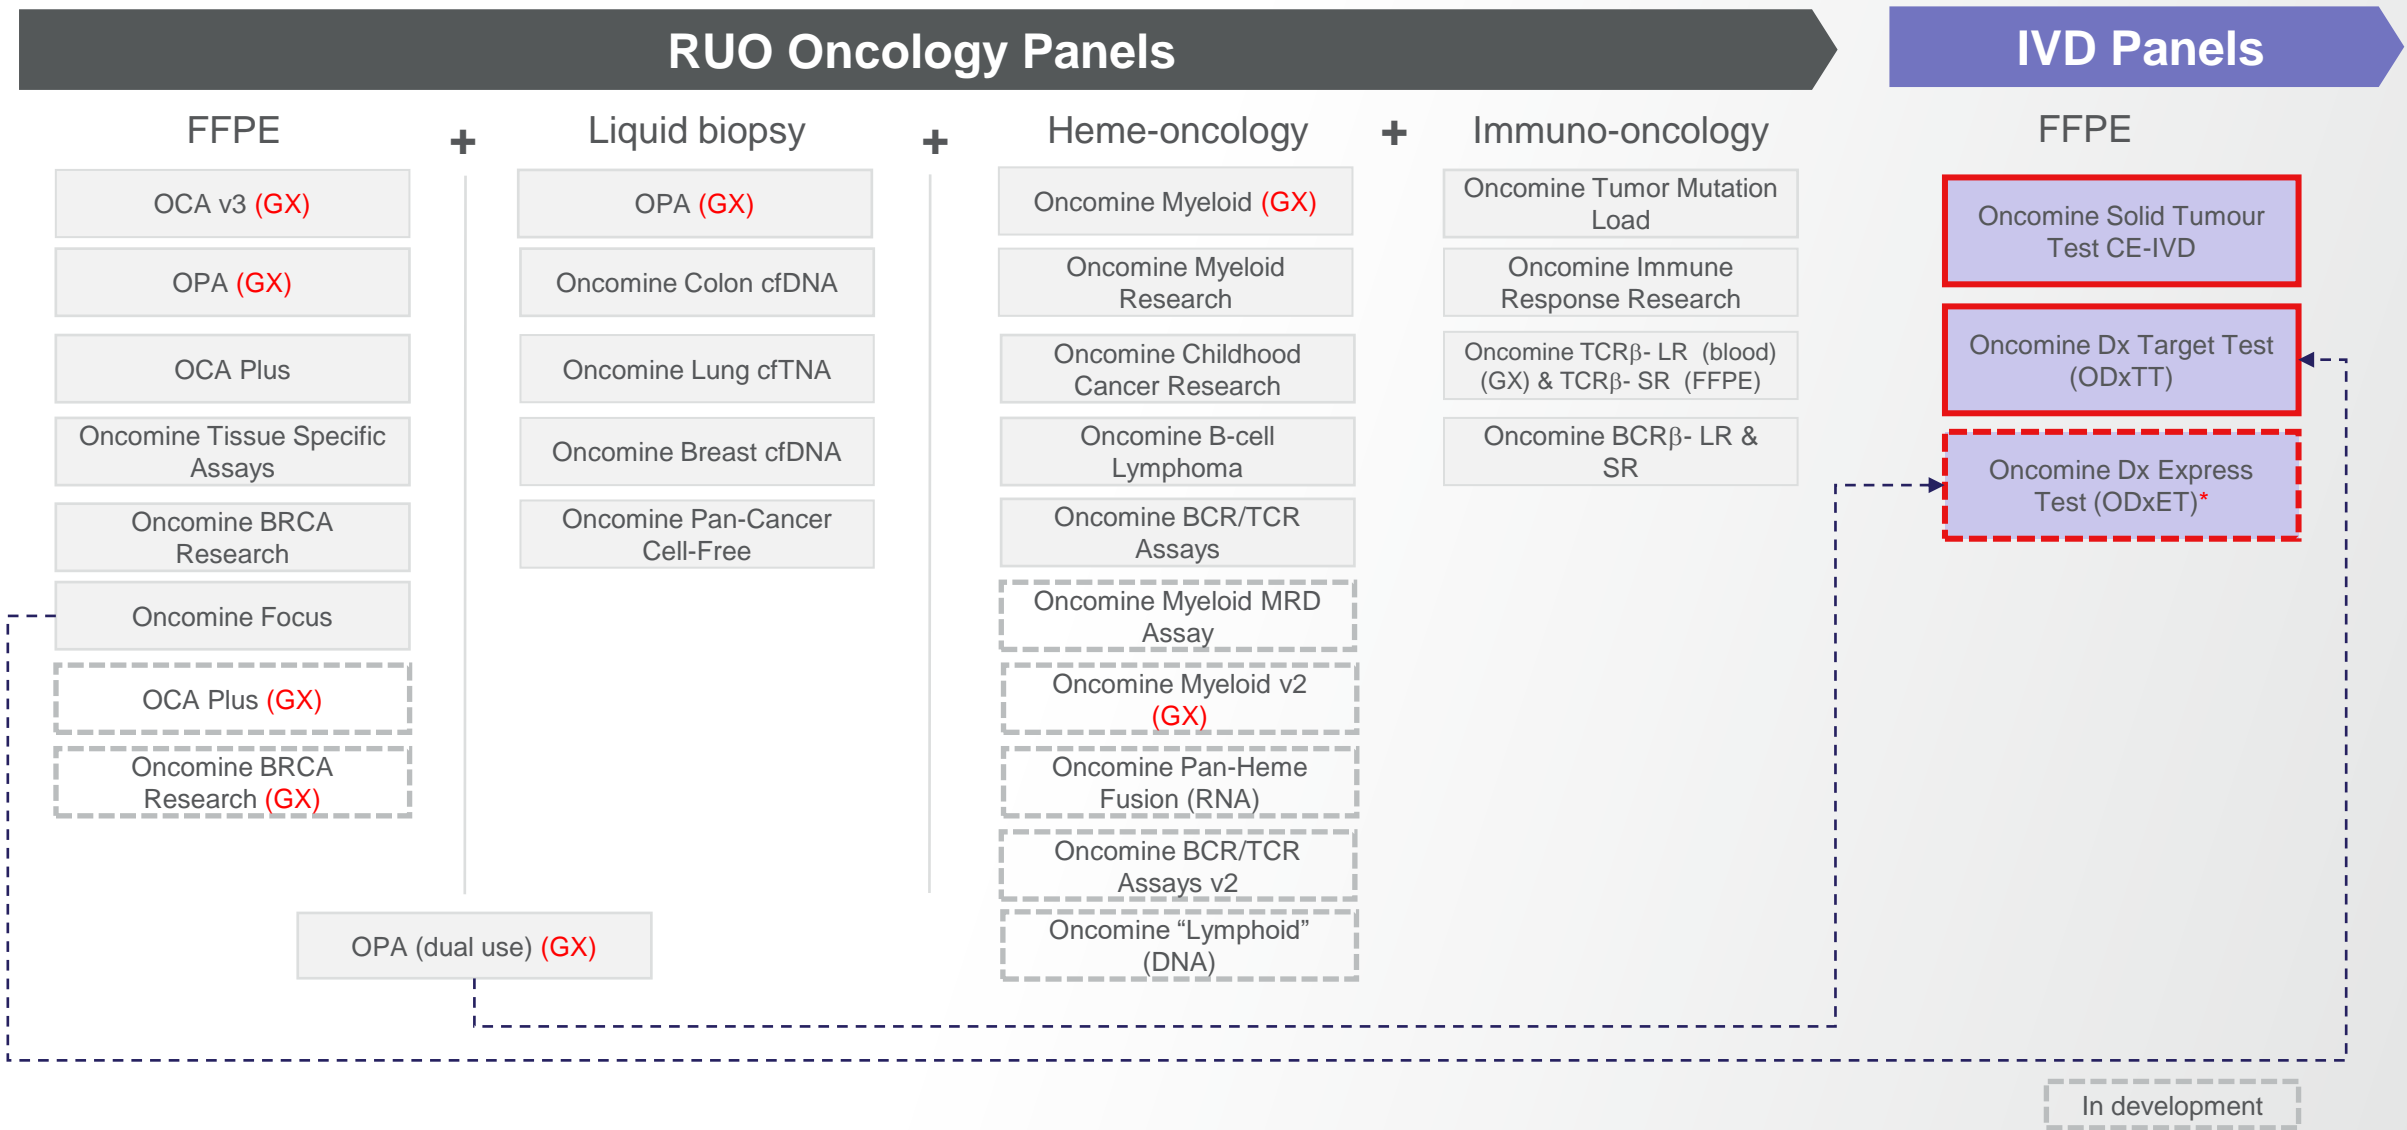 RUO Oncology Panels
IVD Panels
FFPE
+
Liquid biopsy
+
Heme-oncology
+
Immuno-oncology
FFPE
OCA v3 (GX)
OPA (GX)
OCA Plus
Oncomine Tissue Specific
Assays
Oncomine BRCA
Research
Oncomine Focus
OCA Plus (GX)
Oncomine BRCA
Research (GX)
OPA (GX)
Oncomine Colon cfDNA
Oncomine Lung cfTNA
Oncomine Breast cfDNA
Oncomine Pan-Cancer
Cell-Free
OPA (dual use) (GX)
Oncomine Myeloid (GX)
Oncomine Myeloid
Research
Oncomine Childhood
Cancer Research
Oncomine B-cell
Lymphoma
Oncomine BCR/TCR
Assays
Oncomine Myeloid MRD
Assay
Oncomine Myeloid v2
(GX)
Oncomine Pan-Heme
Fusion (RNA)
Oncomine BCR/TCR
Assays v2
Oncomine “Lymphoid”
(DNA)
Oncomine Tumor Mutation
Load
Oncomine Immune
Response Research
Oncomine TCRβ- LR (blood)
(GX) & TCRβ- SR (FFPE)
Oncomine BCRβ- LR &
SR
Oncomine Solid Tumour
Test CE-IVD
Oncomine Dx Target Test
(ODxTT)
Oncomine Dx Express
Test (ODxET)*
In development